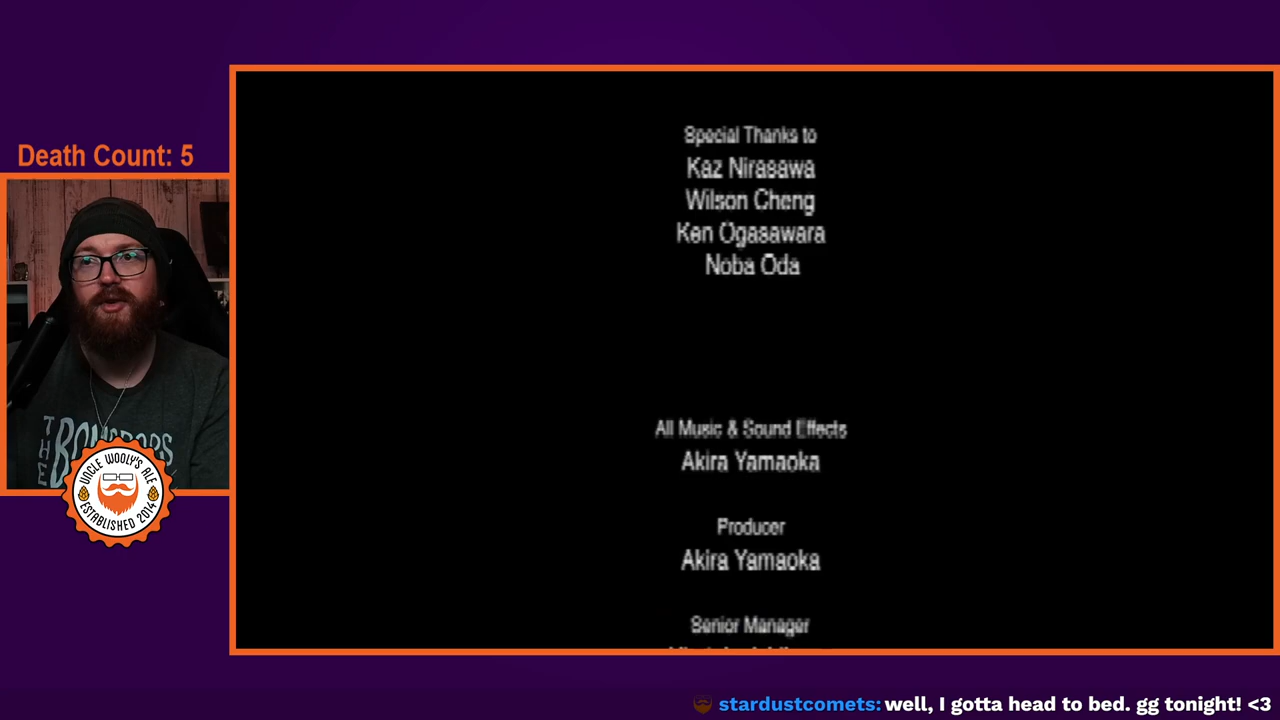 Death Count: 5
Special Thanks to
Kaz Nirasawa
Wilson Cheng
Ken Ogasawara
Noba Oda
All Music & Sound Effects
Akira Yamaoka
Producer
Akira Yamaoka
Senior Manager
THE
UNCLE WOOLY'S ALE
ESTABLISHED 2014
stardustcomets: well, I gotta head to bed. gg tonight! <3